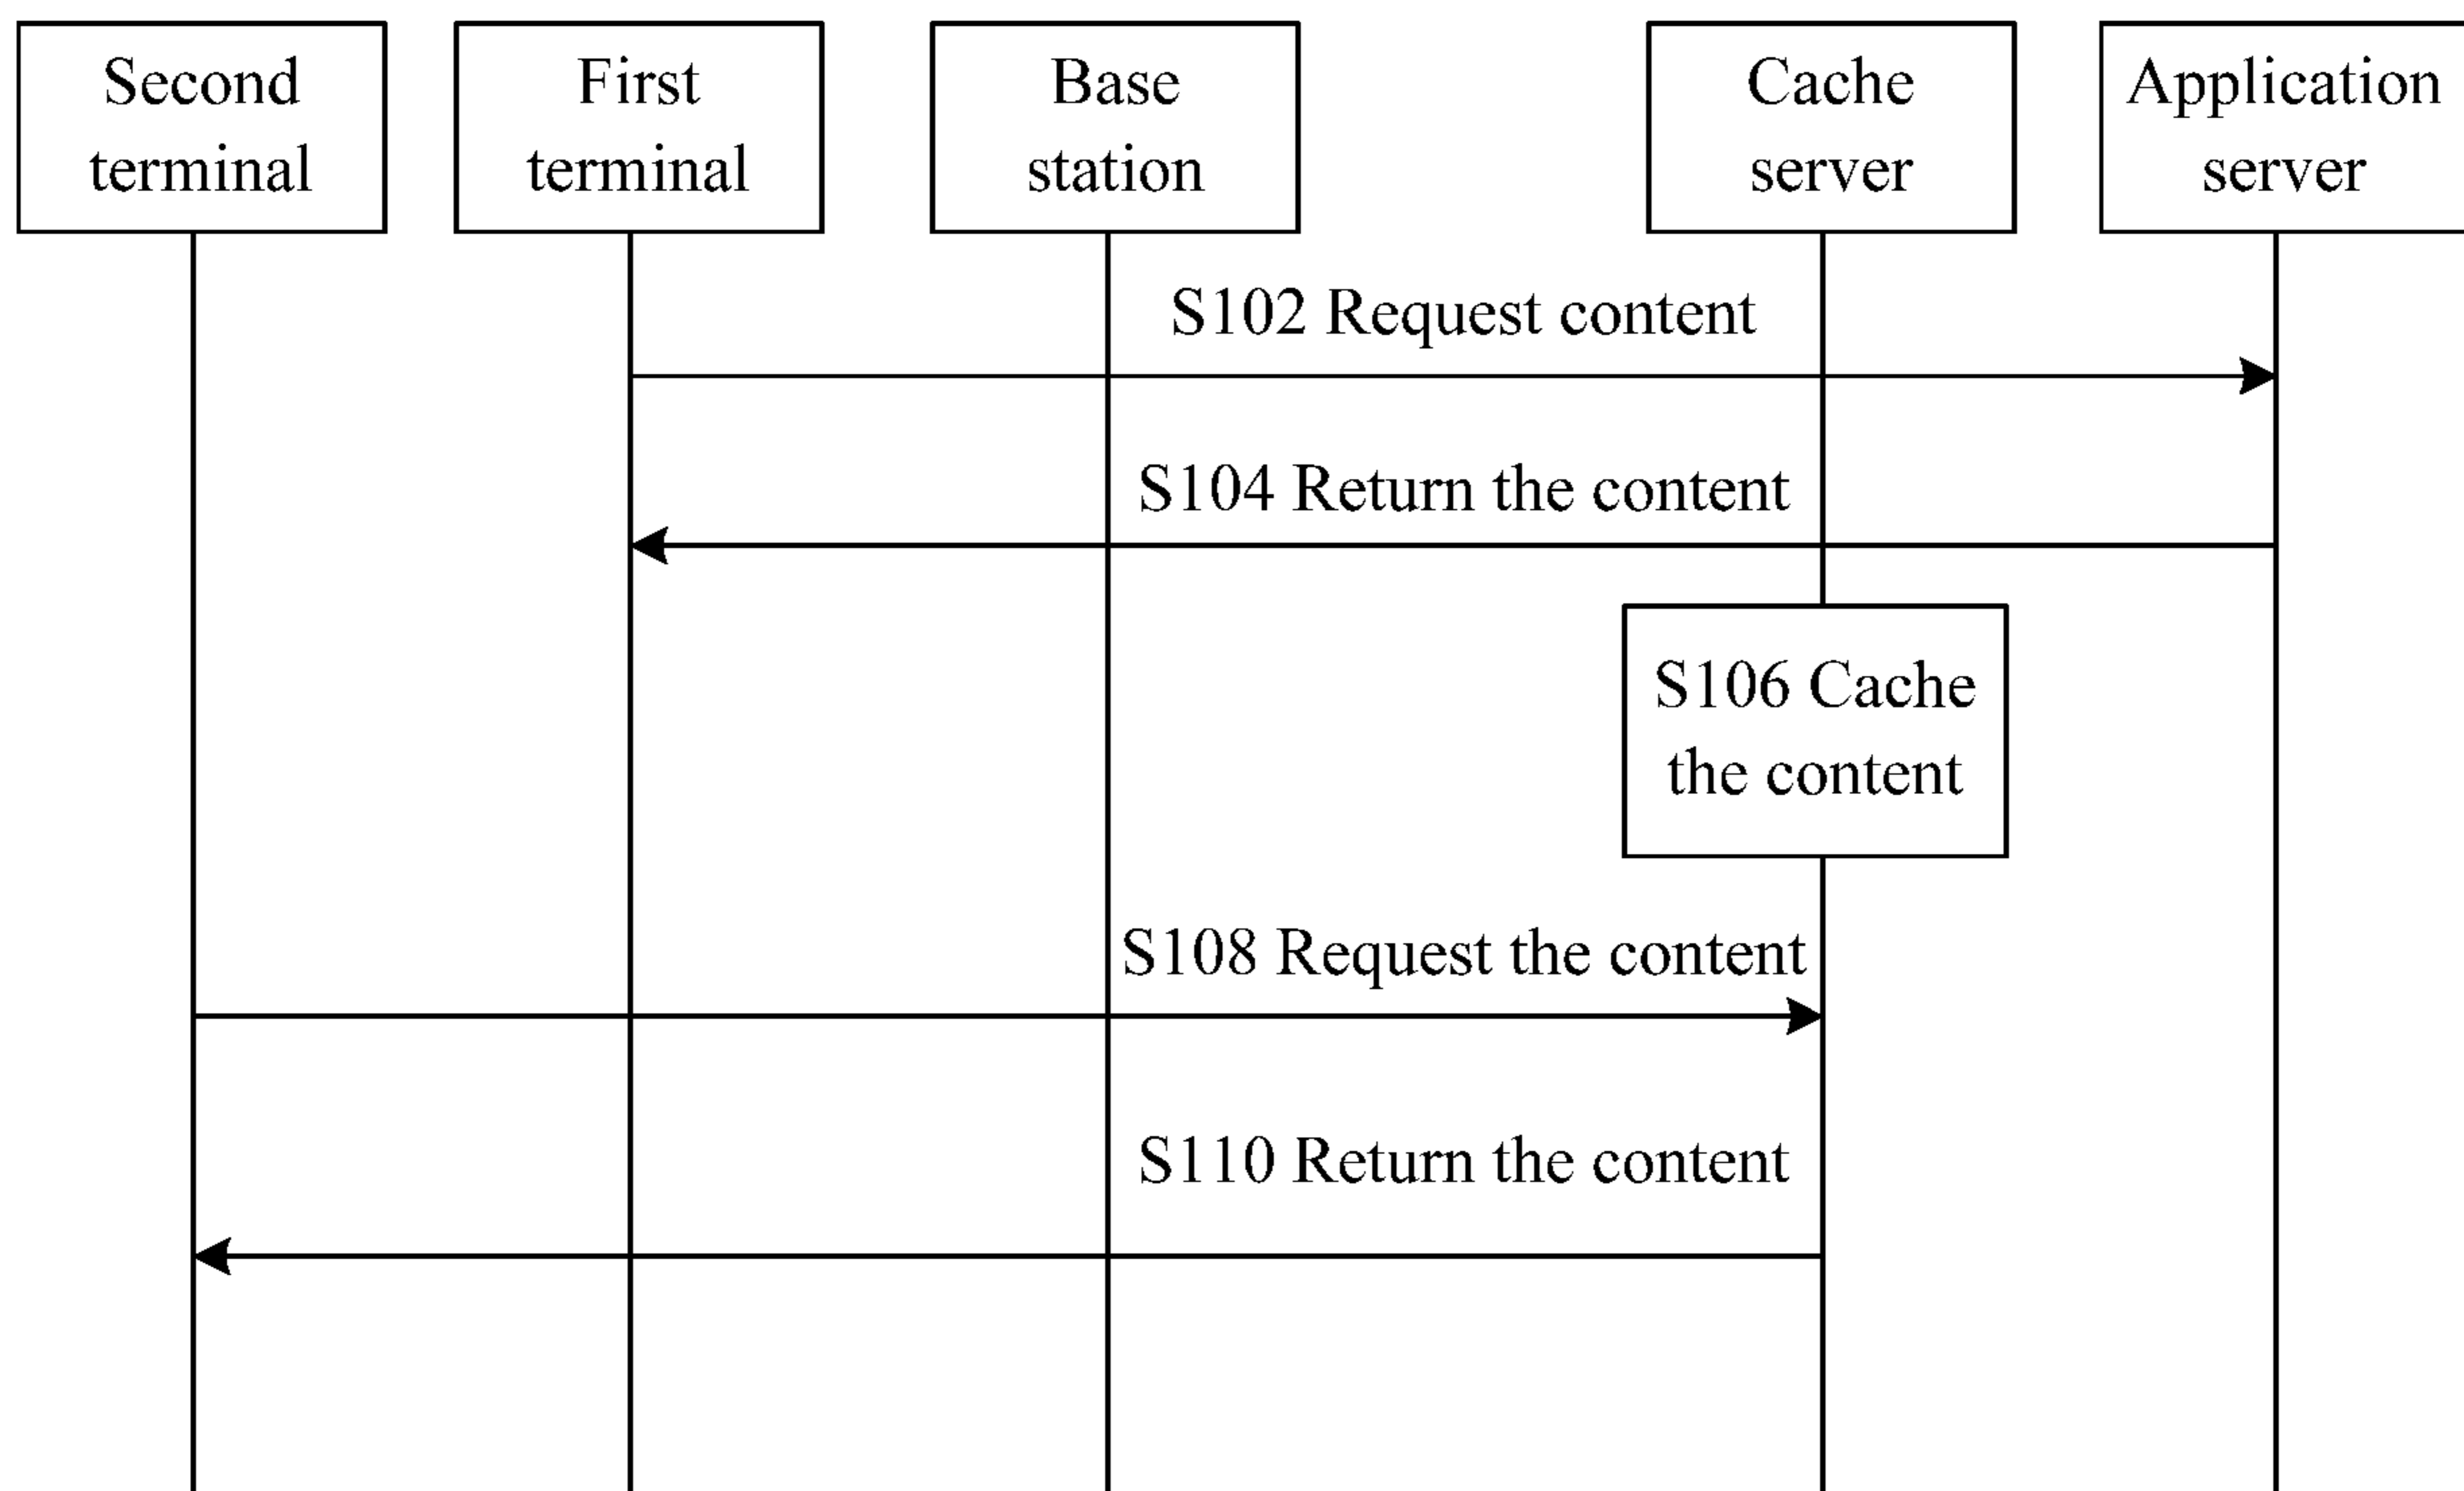 Second
terminal
First
terminal
Base
station
Cache
server
Application
server
S102 Request content
S104 Return the content
S106 Cache
the content
S108 Request the content
S110 Return the content